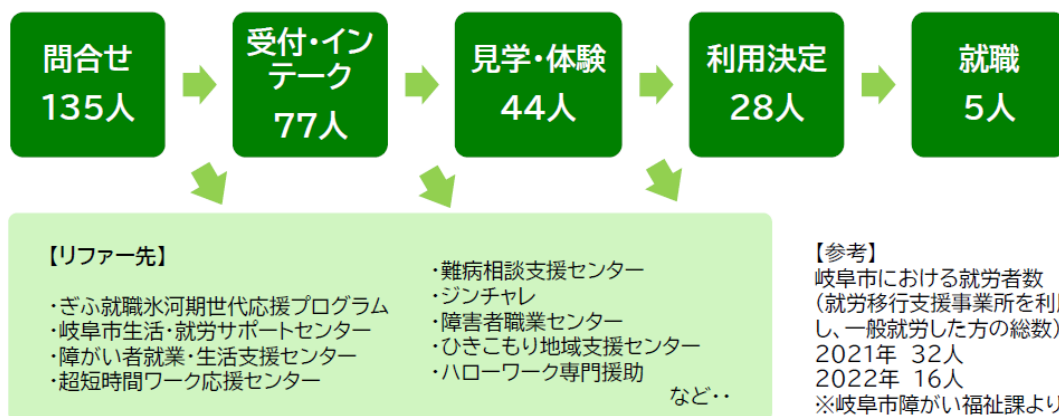 問合せ
135人
受付・イン
テーク
77人
見学・体験
44人
利用決定
28人
就職
5人
【リファー先】
・ぎふ就職氷河期世代応援プログラム
・岐阜市生活・就労サポートセンター
・障がい者就業・生活支援センター
・超短時間ワーク応援センター
・難病相談支援センター
・ジンチャレ
・障害者職業センター
・ひきこもり地域支援センター
・ハローワーク専門援助
など・・
【参考】
岐阜市における就労者数
(就労移行支援事業所を利用
し、一般就労した方の総数)
2021年 32人
2022年 16人
※岐阜市障がい福祉課より